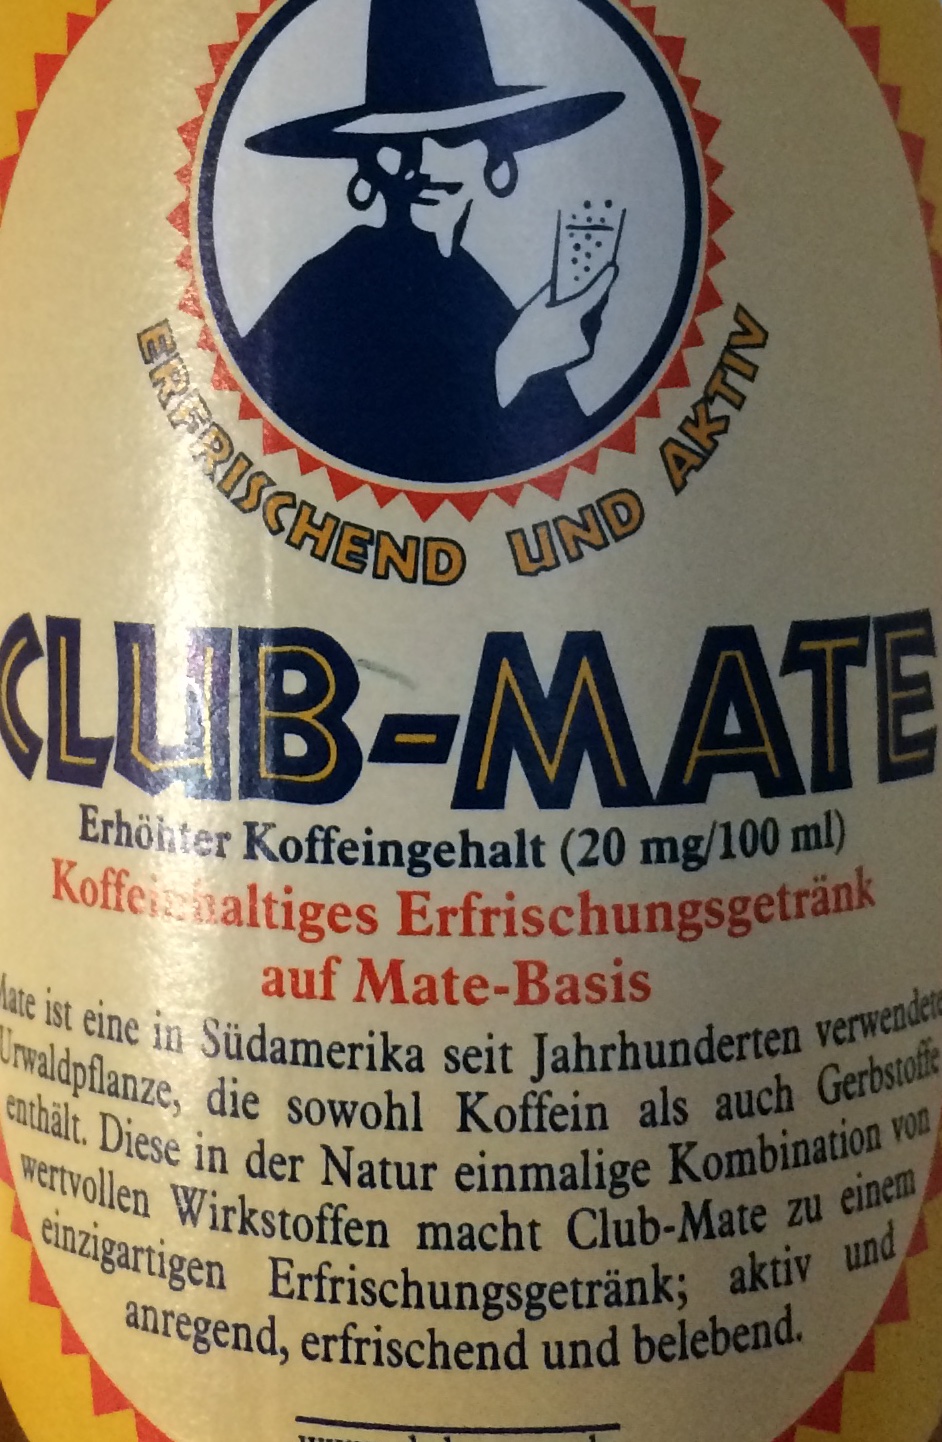 ERFRISCHEND UND AKTIV
CLUB-MATE
Erhöhter Koffeingehalt (20 mg/100 ml)
Koffeinhaltiges Erfrischungsgetränk
auf Mate-Basis
Mate ist eine in Südamerika seit Jahrhunderten verwendete
Urwaldpflanze, die sowohl Koffein als auch Gerbstoffe
enthält. Diese in der Natur einmalige Kombination von
wertvollen Wirkstoffen macht Club-Mate zu einem
einzigartigen Erfrischungsgetränk; aktiv und
anregend, erfrischend und belebend.